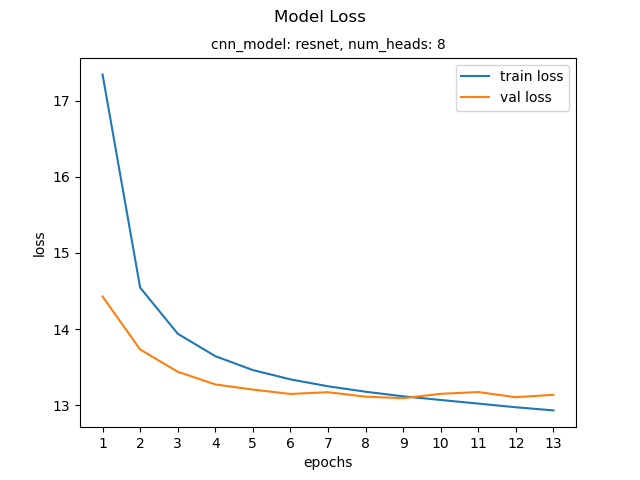 Model Loss
cnn_model: resnet, num_heads: 8
train loss
val loss
17
16
15
14
13
loss
1 2 3 4 5 6 7 8 9 10 11 12 13
epochs